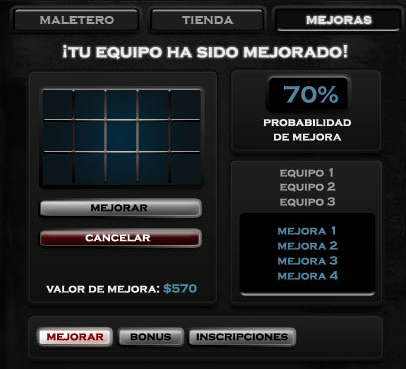 MALETERO
TIENDA
MEJORAS
¡TU EQUIPO HA SIDO MEJORADO!
70%
PROBABILIDAD
DE MEJORA
MEJORAR
CANCELAR
VALOR DE MEJORA: $570
EQUIPO 1
EQUIPO 2
EQUIPO 3
MEJORA 1
MEJORA 2
MEJORA 3
MEJORA 4
MEJORAR
BONUS
INSCRIPCIONES